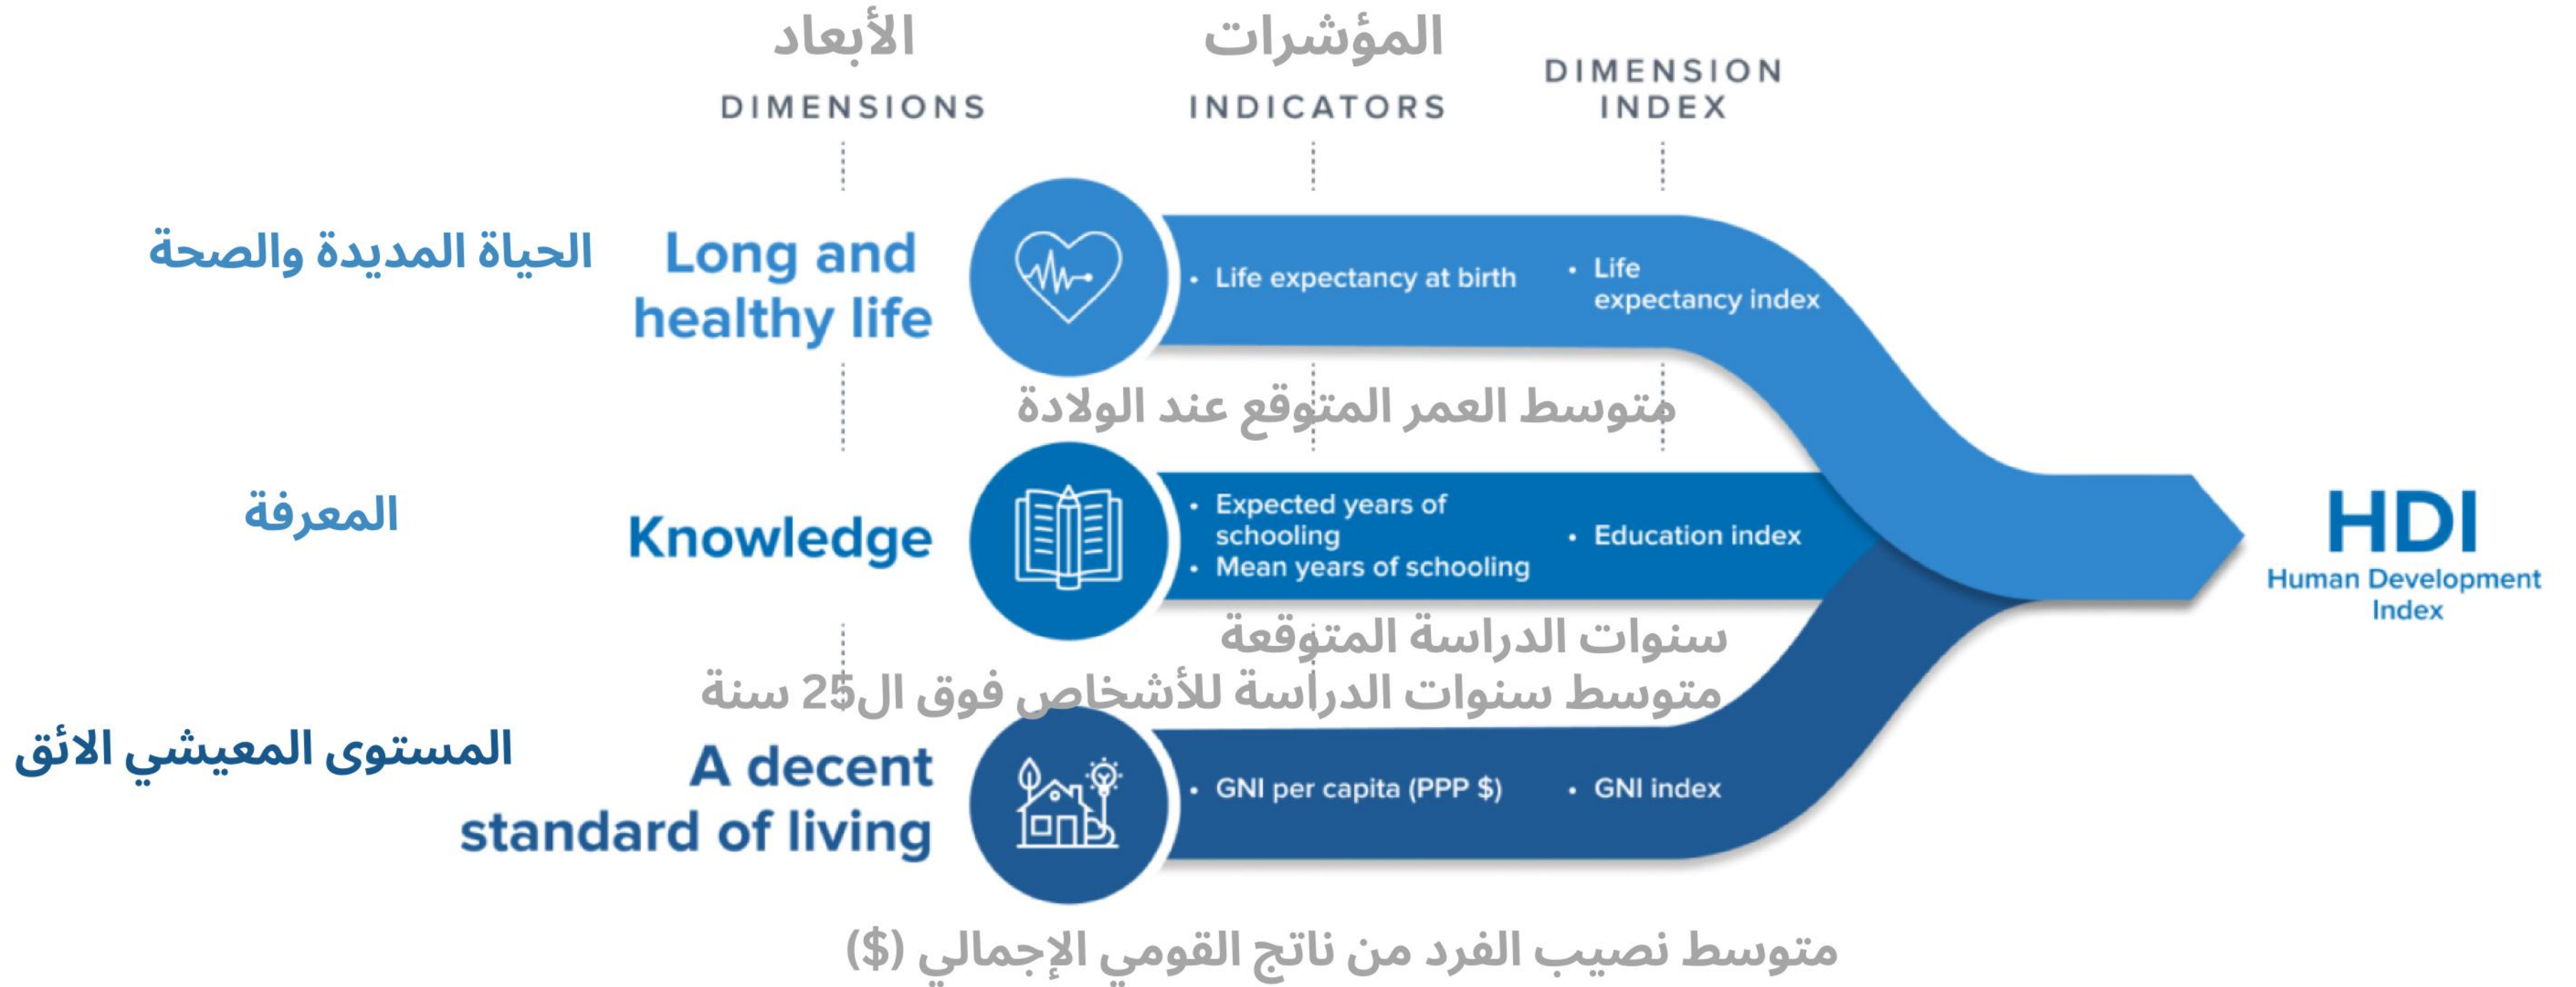 الأبعاد
المؤشرات
DIMENSIONS
INDICATORS
DIMENSION
INDEX
الحياة المديدة والصحة
Long and
healthy life
• Life expectancy at birth
• Life
expectancy index
متوسط العمر المتوقع عند الولادة
المعرفة
Knowledge
• Expected years of
schooling
• Mean years of schooling
• Education index
HDI
Human Development
Index
سنوات الدراسة المتوقعة
متوسط سنوات الدراسة للأشخاص فوق ال25 سنة
المستوى المعيشي الائق
A decent
standard of living
• GNI per capita (PPP $)
• GNI index
متوسط نصيب الفرد من ناتج القومي الإجمالي ($)